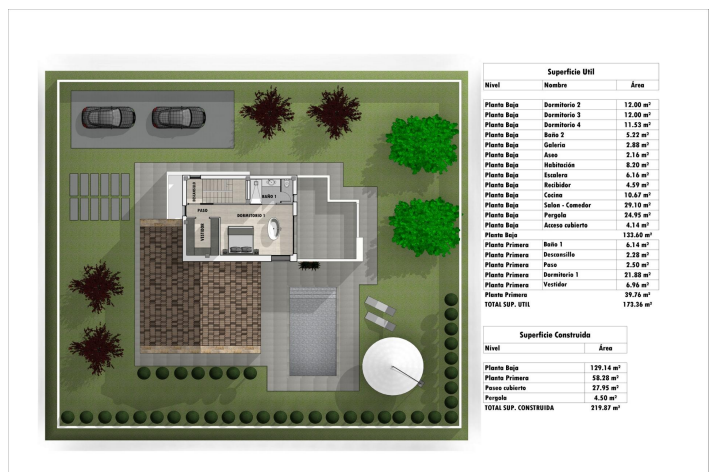 DESCANSILLO
BAÑO 1
PASO
DORMITORIO 1
VESTIDOR
Superficie Util
Nivel Nombre Área
Planta Baja Dormitorio 2 12.00 m²
Planta Baja Dormitorio 3 12.00 m²
Planta Baja Dormitorio 4 11.53 m²
Planta Baja Baño 2 5.22 m²
Planta Baja Galeria 2.88 m²
Planta Baja Aseo 2.16 m²
Planta Baja Habitación 8.20 m²
Planta Baja Escalera 6.16 m²
Planta Baja Recibidor 4.59 m²
Planta Baja Cocina 10.67 m²
Planta Baja Salon - Comedor 29.10 m²
Planta Baja Pergola 24.95 m²
Planta Baja Acceso cubierto 4.14 m²
Planta Baja 133.60 m²
Planta Primera Baño 1 6.14 m²
Planta Primera Descansillo 2.28 m²
Planta Primera Paso 2.50 m²
Planta Primera Dormitorio 1 21.88 m²
Planta Primera Vestidor 6.96 m²
Planta Primera 39.76 m²
TOTAL SUP. UTIL 173.36 m²
Superficie Construida
Nivel Área
Planta Baja 129.14 m²
Planta Primera 58.28 m²
Paseo cubierto 27.95 m²
Pergola 4.50 m²
TOTAL SUP. CONSTRUIDA 219.87 m²